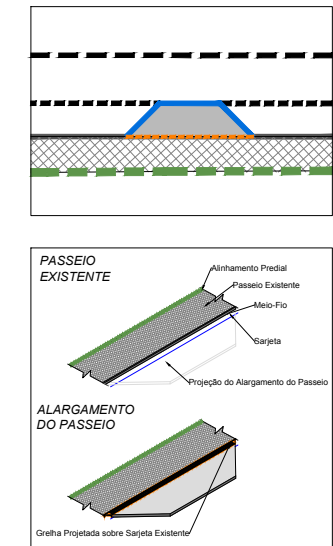 PASSEIO
EXISTENTE
Alinhamento Predial
Passeio Existente
Meio-Fio
Sarjeta
Projeção do Alargamento do Passeio
ALARGAMENTO
DO PASSEIO
Grelha Projetada sobre Sarjeta Existente